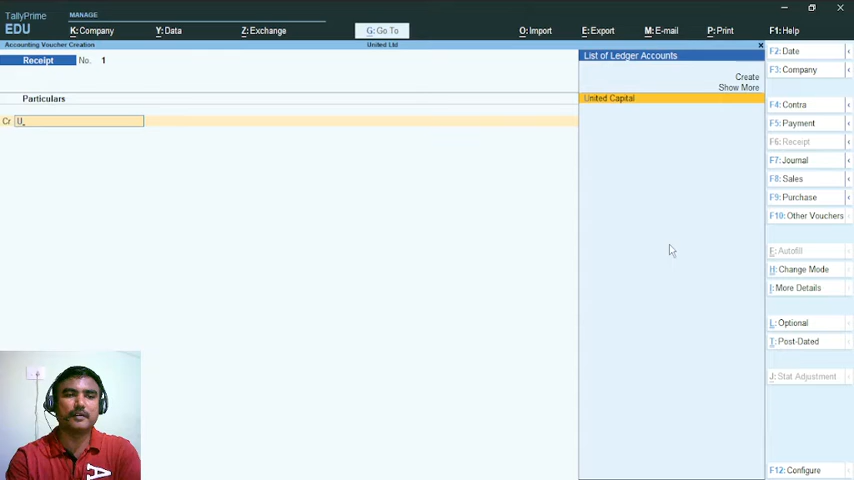 TallyPrime
EDU
MANAGE
K: Company
Y: Data
Z: Exchange
G: Go To
O: Import
E: Export
M: E-mail
P: Print
F1: Help
Accounting Voucher Creation
United Ltd
Receipt No. 1
Particulars
Cr U
List of Ledger Accounts
Create
Show More
United Capital
F2: Date
F3: Company
F4: Contra
F5: Payment
F6: Receipt
F7: Journal
F8: Sales
F9: Purchase
F10: Other Vouchers
E: Autofill
H: Change Mode
I: More Details
L: Optional
T: Post-Dated
J: Stat Adjustment
F12: Configure
A